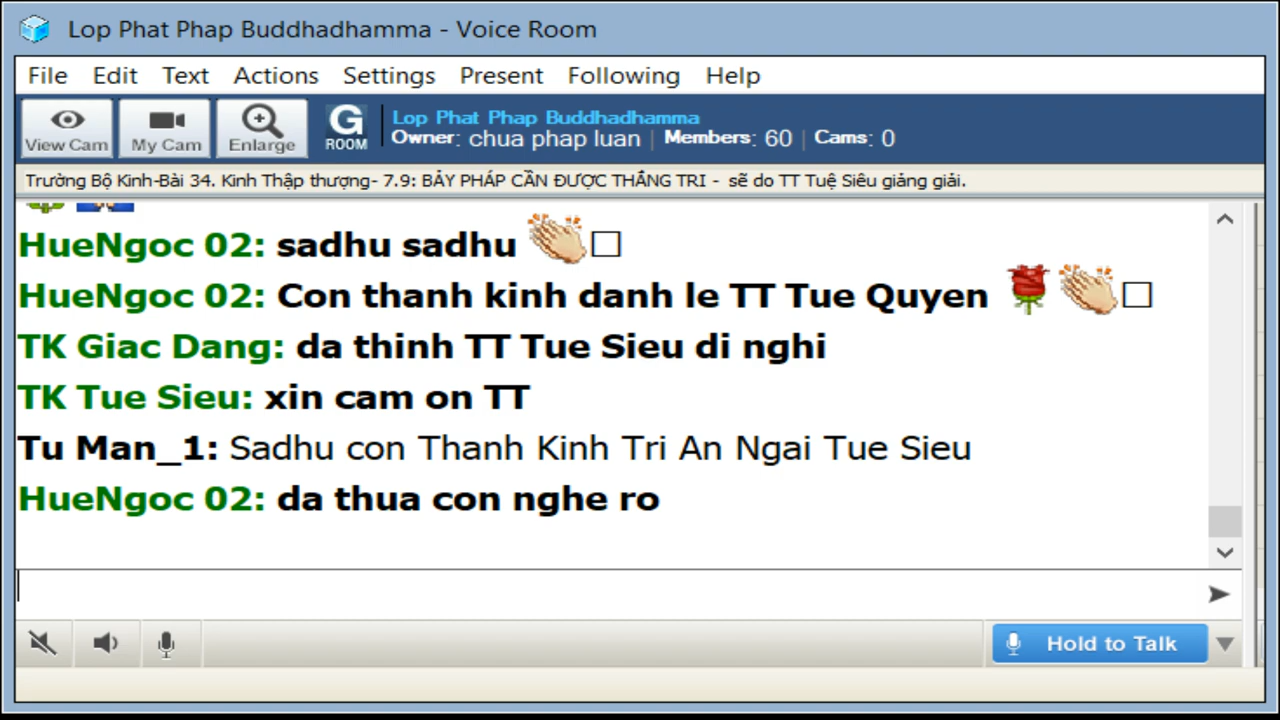 Lop Phat Phap Buddhadhamma - Voice Room
File Edit Text Actions Settings Present Following Help
View Cam My Cam Enlarge G ROOM Lop Phat Phap Buddhadhamma
Owner: chua phap luan | Members: 60 | Cams: 0
Trường Bộ Kinh-Bài 34. Kinh Thập thượng- 7.9: BẢY PHÁP CẦN ĐƯỢC THẮNG TRI - sẽ do TT Tuệ Siêu giảng giải.
HueNgoc 02: sadhu sadhu
HueNgoc 02: Con thanh kinh danh le TT Tue Quyen
TK Giac Dang: da thinh TT Tue Sieu di nghi
TK Tue Sieu: xin cam on TT
Tu Man_1: Sadhu con Thanh Kinh Tri An Ngai Tue Sieu
HueNgoc 02: da thua con nghe ro
Hold to Talk